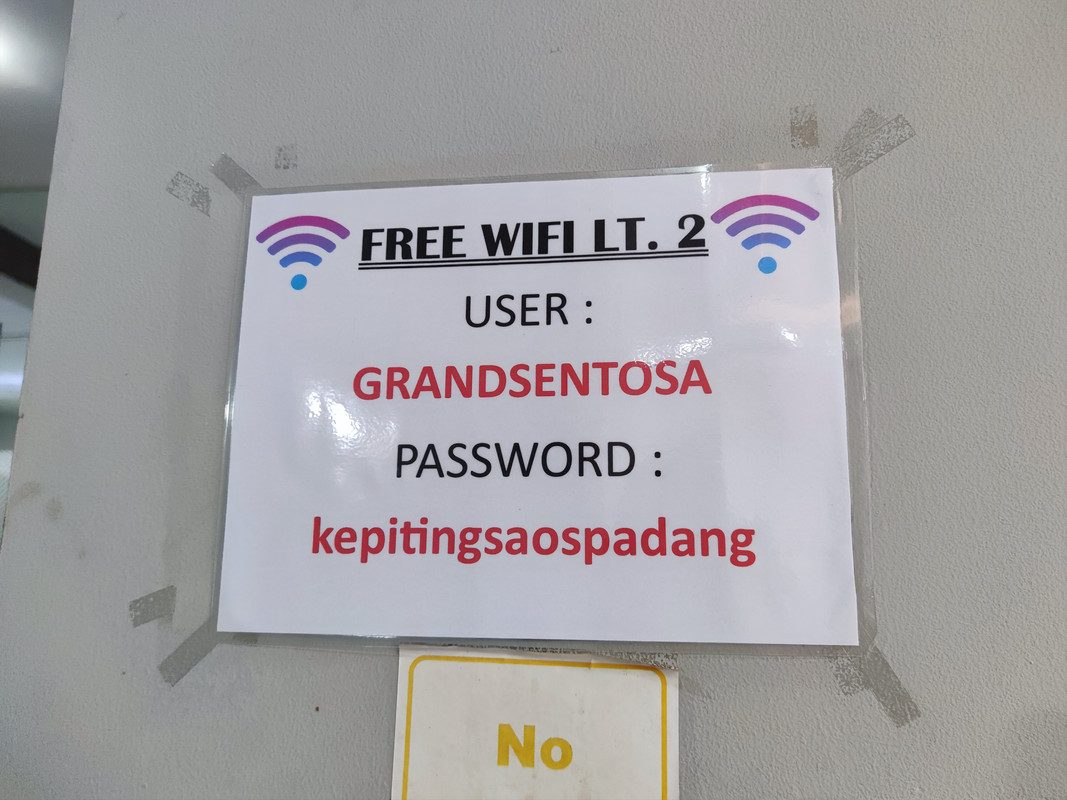 FREE WIFI LT. 2
USER :
GRANDSENTOSA
PASSWORD :
kepitingsaospadang
No